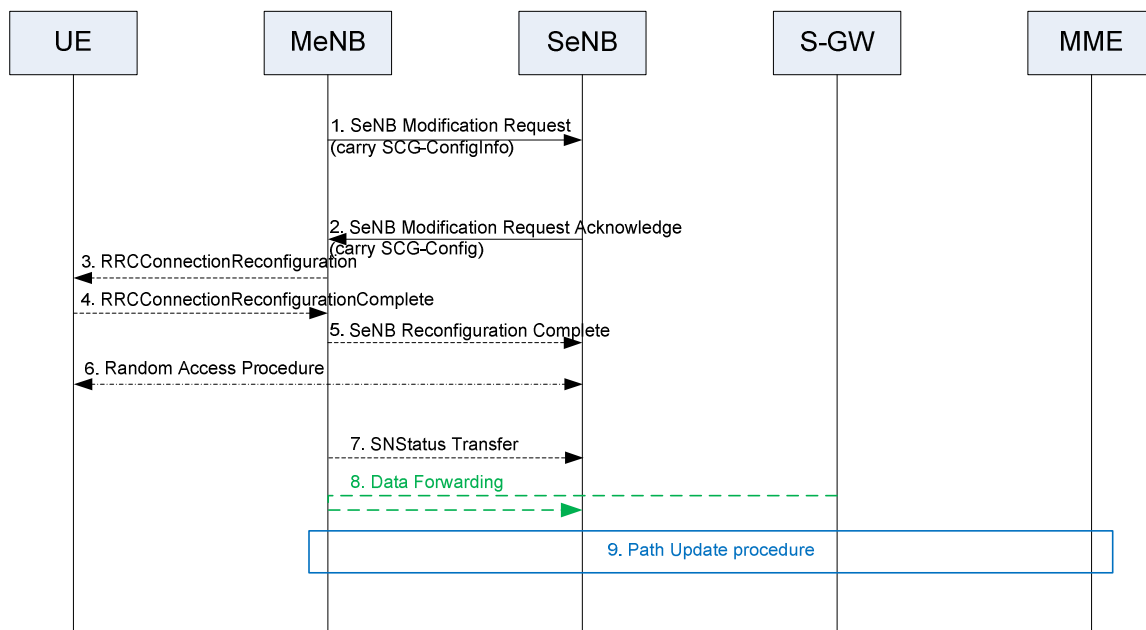 UE
MeNB
SeNB
S-GW
MME
1. SeNB Modification Request
(carry SCG-ConfigInfo)
2. SeNB Modification Request Acknowledge
(carry SCG-Config)
3. RRCConnectionReconfiguration
4. RRCConnectionReconfigurationComplete
5. SeNB Reconfiguration Complete
6. Random Access Procedure
7. SNStatus Transfer
8. Data Forwarding
9. Path Update procedure